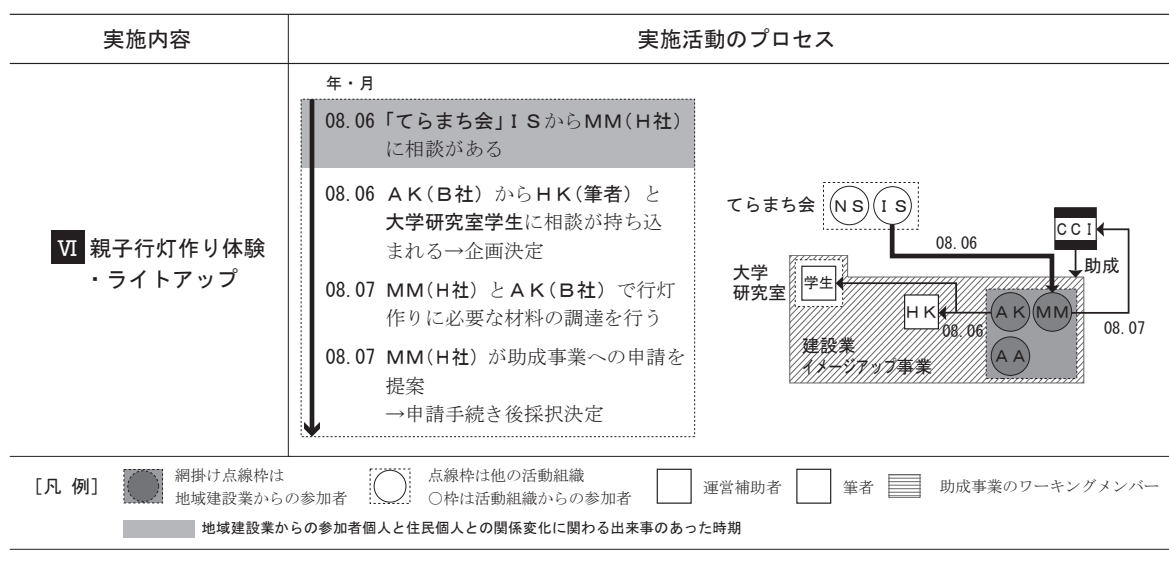 実施内容
実施活動のプロセス
年・月
08.06 「てらまち会」ISからMM(H社)
に相談がある
08.06 AK(B社)からHK(筆者)と
大学研究室学生に相談が持ち込
まれる→企画決定
08.07 MM(H社)とAK(B社)で行灯
作りに必要な材料の調達を行う
08.07 MM(H社)が助成事業への申請を
提案
→申請手続き後採択決定
Ⅵ 親子行灯作り体験
・ライトアップ
てらまち会
NS
IS
08.06
CCI
助成
大学
研究室
学生
HK
08.06
AK
MM
08.07
AA
建設業
イメージアップ事業
[凡 例]
網掛け点線枠は
地域建設業からの参加者
点線枠は他の活動組織
○枠は活動組織からの参加者
運営補助者
筆者
助成事業のワーキングメンバー
地域建設業からの参加者個人と住民個人との関係変化に関わる出来事のあった時期